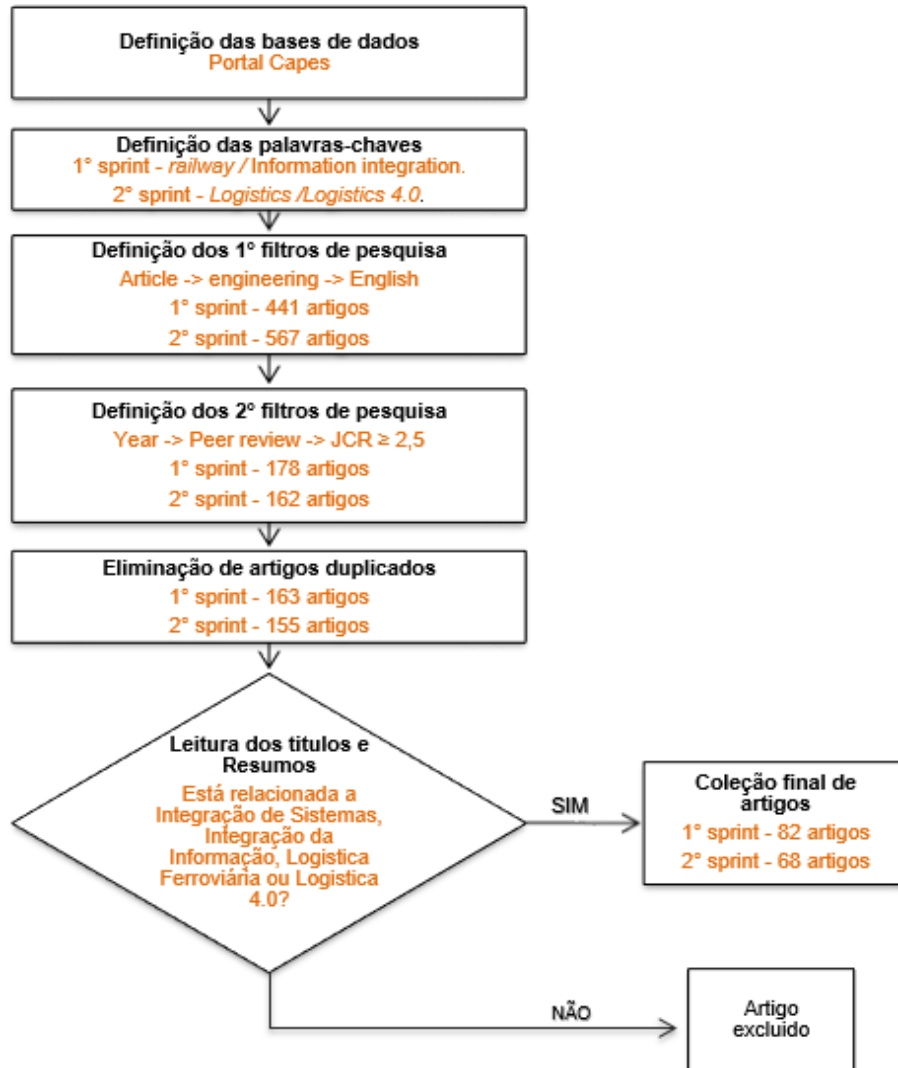 Definição das bases de dados
Portal Capes
Definição das palavras-chaves
1° sprint - railway / Information integration.
2° sprint - Logistics /Logistics 4.0.
Definição dos 1° filtros de pesquisa
Article -> engineering -> English
1° sprint - 441 artigos
2° sprint - 567 artigos
Definição dos 2° filtros de pesquisa
Year -> Peer review -> JCR ≥ 2,5
1° sprint - 178 artigos
2° sprint - 162 artigos
Eliminação de artigos duplicados
1° sprint - 163 artigos
2° sprint - 155 artigos
Leitura dos titulos e
Resumos
Está relacionada a
Integração de Sistemas,
Integração da
Informação, Logistica
Ferroviária ou Logistica
4.0?
SIM
Coleção final de
artigos
1° sprint - 82 artigos
2° sprint - 68 artigos
NÃO
Artigo
excluido